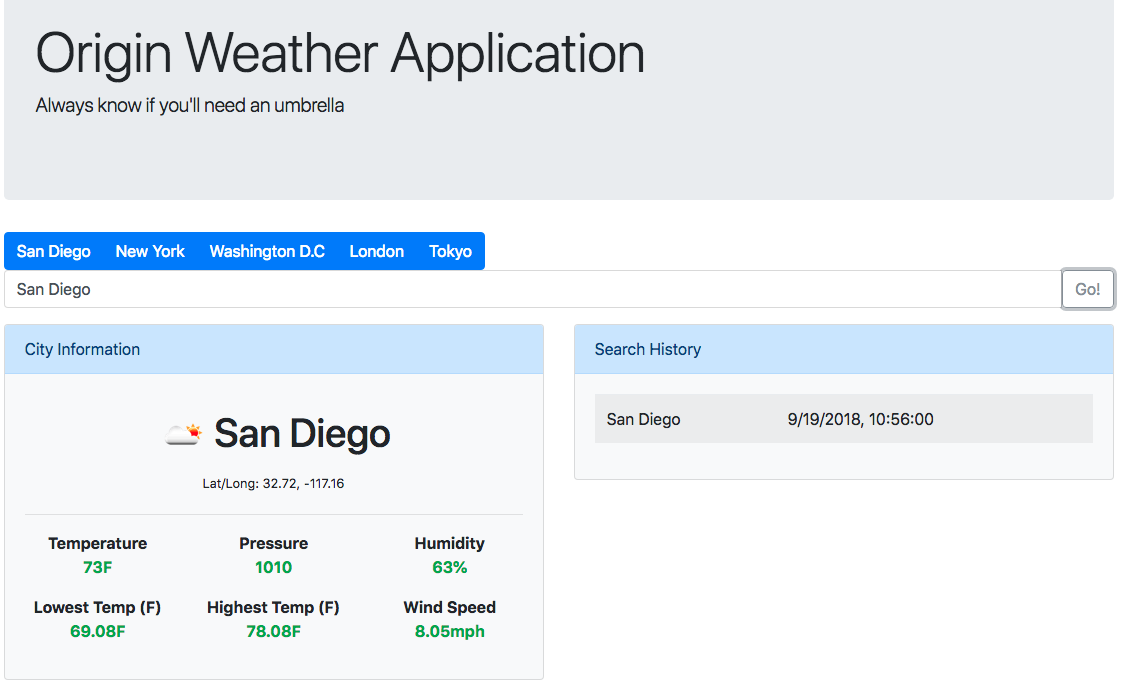 Origin Weather Application
Always know if you'll need an umbrella
San Diego New York Washington D.C London Tokyo
San Diego Go!
City Information
San Diego
Lat/Long: 32.72, -117.16
Temperature Pressure Humidity
73F 1010 63%
Lowest Temp (F) Highest Temp (F) Wind Speed
69.08F 78.08F 8.05mph
Search History
San Diego 9/19/2018, 10:56:00